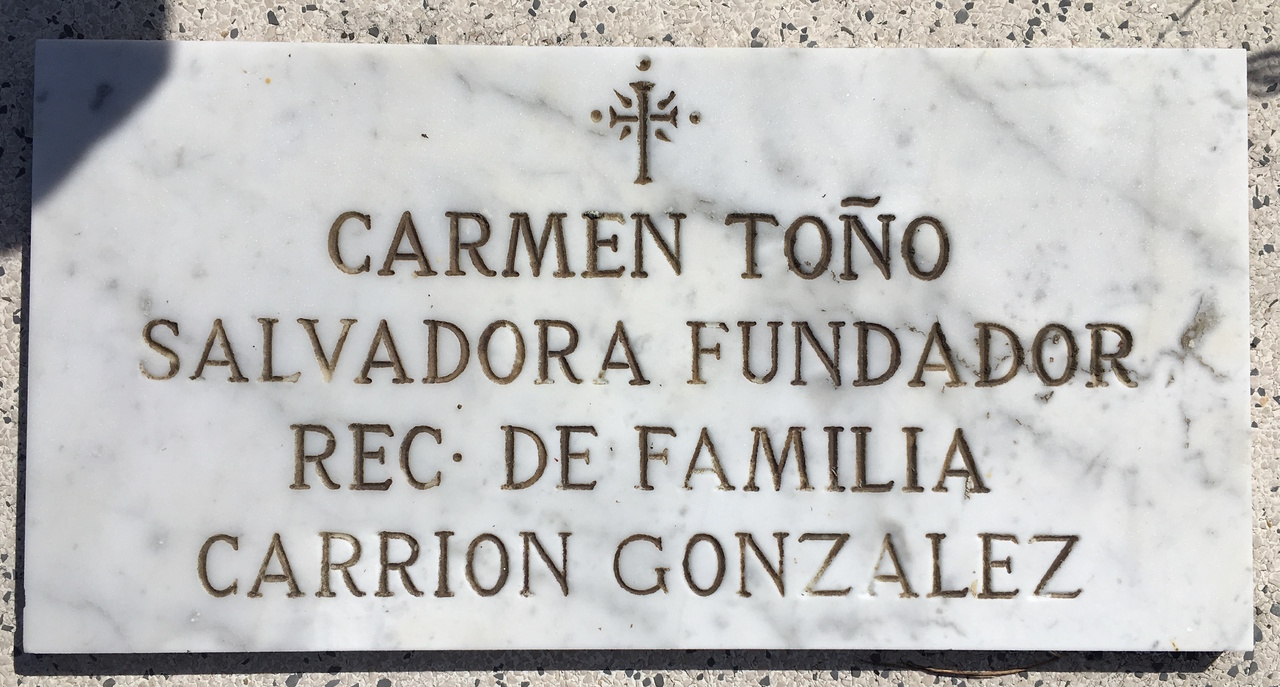 CARMEN TOÑO
SALVADORA FUNDADOR
REC· DE FAMILIA
CARRION GONZALEZ